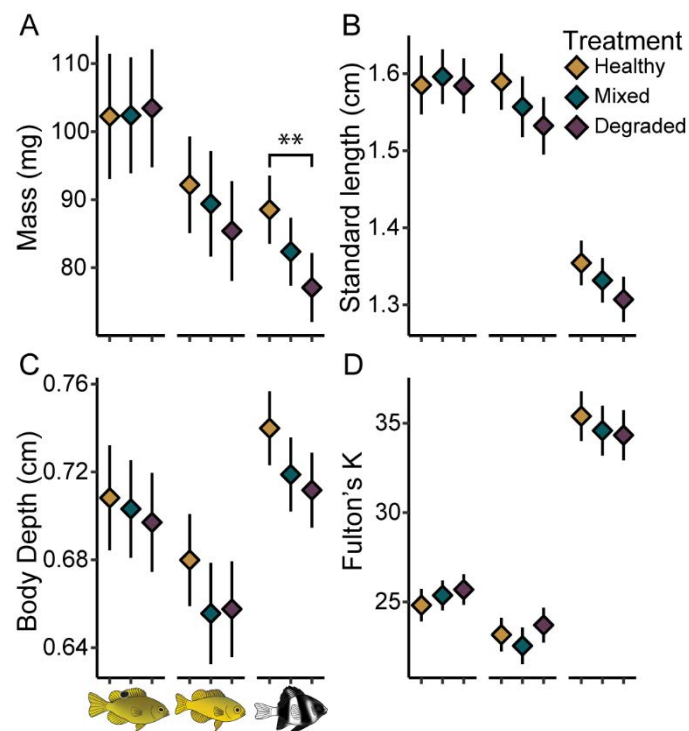 A
Mass (mg)
110
100
90
80
**
B
Standard length (cm)
1.6
1.5
1.4
1.3
Treatment
Healthy
Mixed
Degraded
C
Body Depth (cm)
0.76
0.72
0.68
0.64
D
Fulton's K
35
30
25